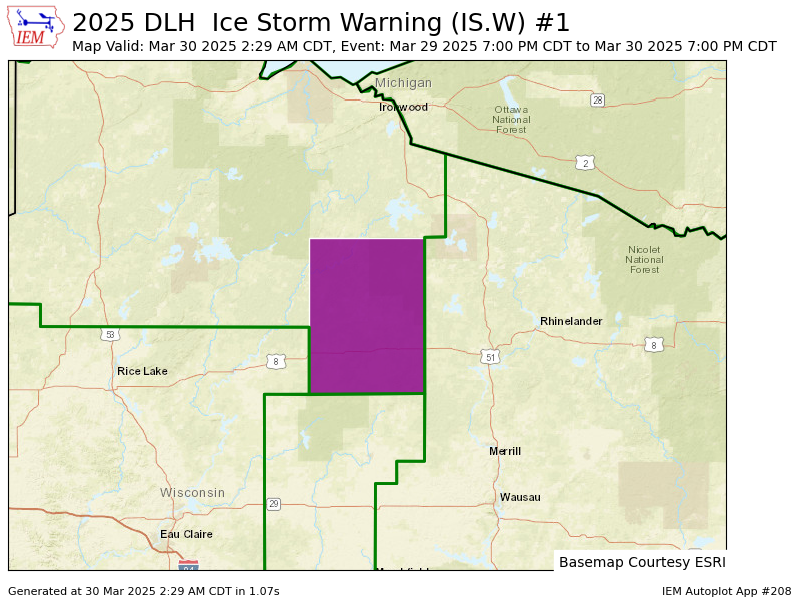 IEM
2025 DLH  Ice Storm Warning (IS.W) #1
Map Valid: Mar 30 2025 2:29 AM CDT, Event: Mar 29 2025 7:00 PM CDT to Mar 30 2025 7:00 PM CDT
Michigan
Ironwood
28
Ottawa
National
Forest
2
Nicolet
National
Forest
Rhinelander
53
8
51
8
Rice Lake
Merrill
Wisconsin
29
Wausau
Eau Claire
Basemap Courtesy ESRI
Generated at 30 Mar 2025 2:29 AM CDT in 1.07s
IEM Autoplot App #208